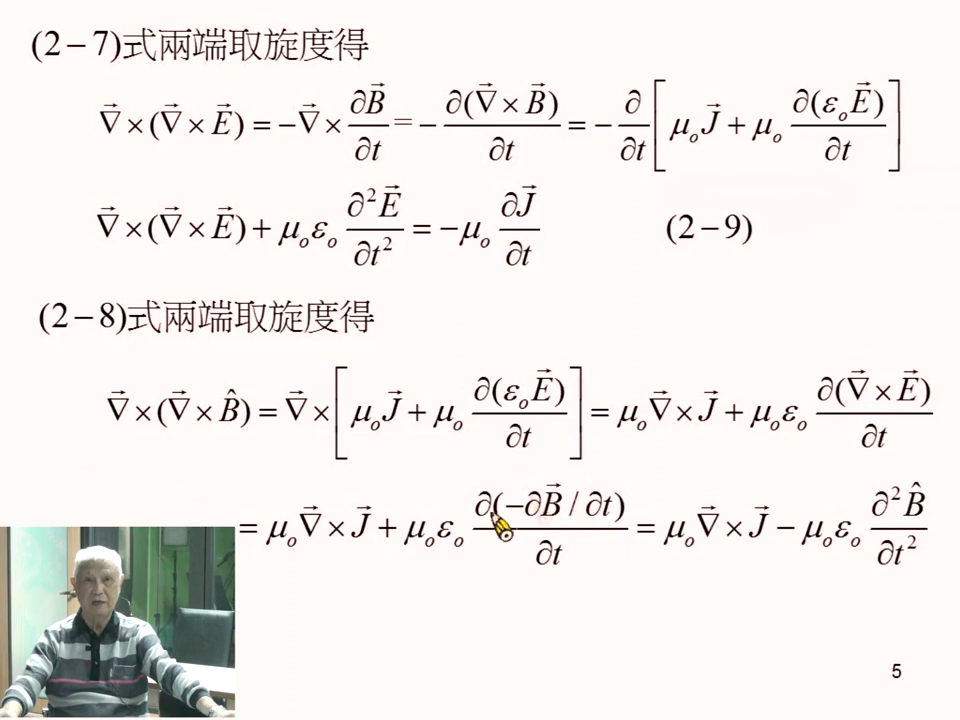 (2－7)式兩端取旋度得
∇⃗×(∇⃗×E⃗) = −∇⃗×∂B⃗/∂t = −∂(∇⃗×B⃗)/∂t = −∂/∂t[μₒJ⃗ + μₒ ∂(εₒE⃗)/∂t]
∇⃗×(∇⃗×E⃗) + μₒεₒ ∂²E⃗/∂t² = −μₒ ∂J⃗/∂t (2−9)
(2－8)式兩端取旋度得
∇⃗×(∇⃗×B̂) = ∇⃗×[μₒJ⃗ + μₒ ∂(εₒE⃗)/∂t] = μₒ∇⃗×J⃗ + μₒεₒ ∂(∇⃗×E⃗)/∂t
= μₒ∇⃗×J⃗ + μₒεₒ ∂(−∂B⃗/∂t)/∂t = μₒ∇⃗×J⃗ − μₒεₒ ∂²B̂/∂t²
5